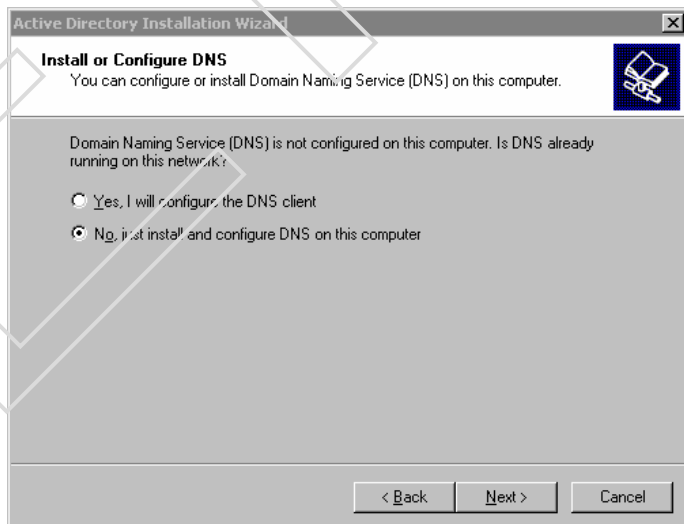 Active Directory Installation Wizard
Install or Configure DNS
You can configure or install Domain Naming Service (DNS) on this computer.
Domain Naming Service (DNS) is not configured on this computer. Is DNS already
running on this network?
Yes, I will configure the DNS client
No, just install and configure DNS on this computer
< Back Next > Cancel